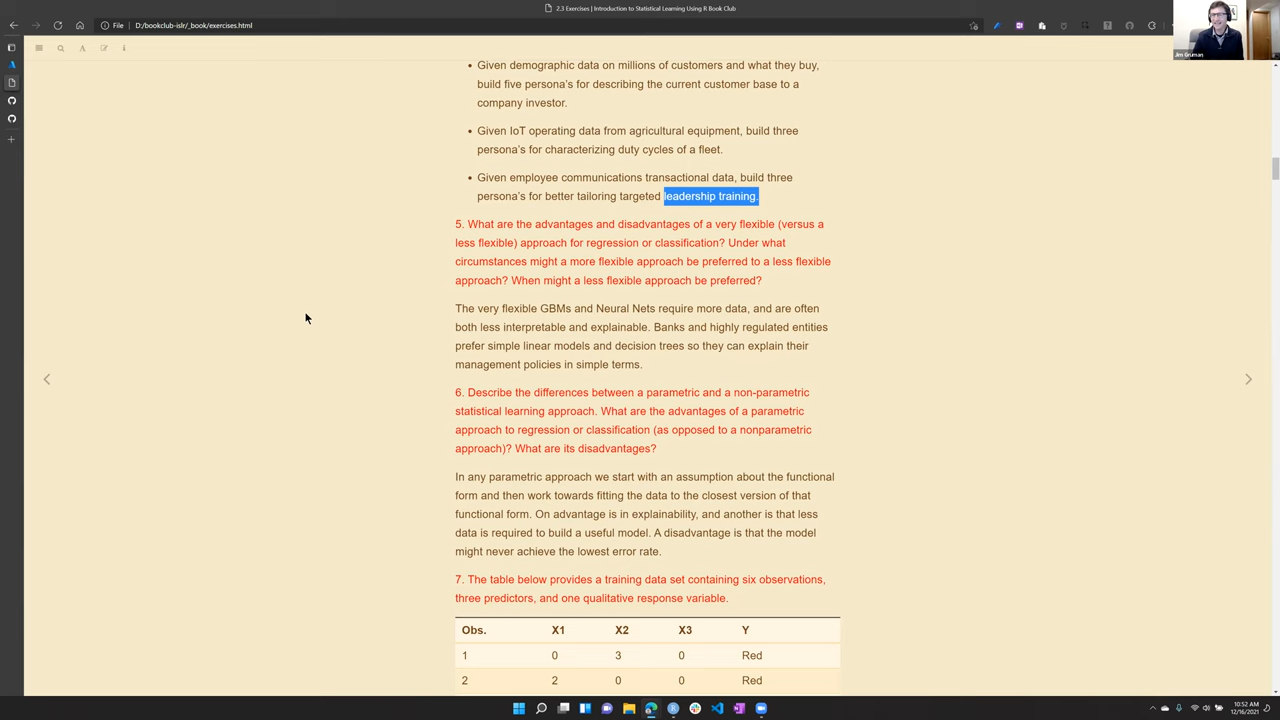 2.3 Exercises | Introduction to Statistical Learning Using R Book Club
File
D:/bookclub-islr/_book/exercises.html
Jim Gruman
• Given demographic data on millions of customers and what they buy,
build five persona's for describing the current customer base to a
company investor.
• Given IoT operating data from agricultural equipment, build three
persona's for characterizing duty cycles of a fleet.
• Given employee communications transactional data, build three
persona's for better tailoring targeted leadership training.
5. What are the advantages and disadvantages of a very flexible (versus a
less flexible) approach for regression or classification? Under what
circumstances might a more flexible approach be preferred to a less flexible
approach? When might a less flexible approach be preferred?
The very flexible GBMs and Neural Nets require more data, and are often
both less interpretable and explainable. Banks and highly regulated entities
prefer simple linear models and decision trees so they can explain their
management policies in simple terms.
6. Describe the differences between a parametric and a non-parametric
statistical learning approach. What are the advantages of a parametric
approach to regression or classification (as opposed to a nonparametric
approach)? What are its disadvantages?
In any parametric approach we start with an assumption about the functional
form and then work towards fitting the data to the closest version of that
functional form. On advantage is in explainability, and another is that less
data is required to build a useful model. A disadvantage is that the model
might never achieve the lowest error rate.
7. The table below provides a training data set containing six observations,
three predictors, and one qualitative response variable.
Obs. X1 X2 X3 Y
1 0 3 0 Red
2 2 0 0 Red
10:52 AM
12/16/2021